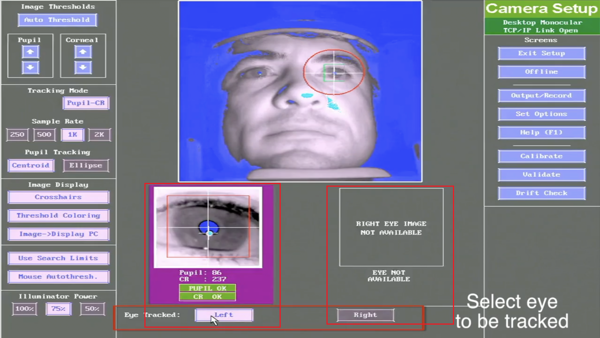 Image Thresholds
Auto Threshold
Pupil Corneal
Tracking Mode
Pupil-CR
Sample Rate
250 500 1K 2K
Pupil Tracking
Centroid Ellipse
Image Display
Crosshairs
Threshold Coloring
Image->Display PC
Use Search Limits
Mouse Autothresh.
Illuminator Power
100% 75% 50%
Pupil: 86
CR : 237
PUPIL OK
CR OK
RIGHT EYE IMAGE
NOT AVAILABLE
EYE NOT
AVAILABLE
Eye Tracked: Left Right
Camera Setup
Desktop Monocular
TCP/IP Link Open
Screens
Exit Setup
Offline
Output/Record
Set Options
Help (F1)
Calibrate
Validate
Drift Check
Select eye
to be tracked